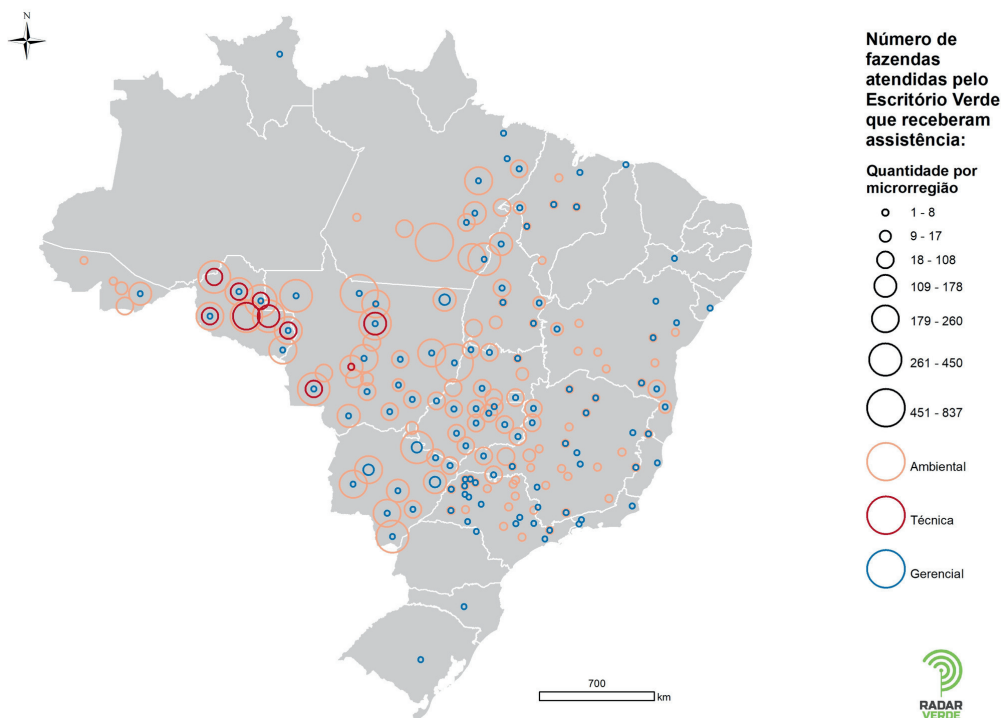 N
Número de
fazendas
atendidas pelo
Escritório Verde
que receberam
assistência:
Quantidade por
microrregião
1 - 8
9 - 17
18 - 108
109 - 178
179 - 260
261 - 450
451 - 837
Ambiental
Técnica
Gerencial
700
km
RADAR
VERDE